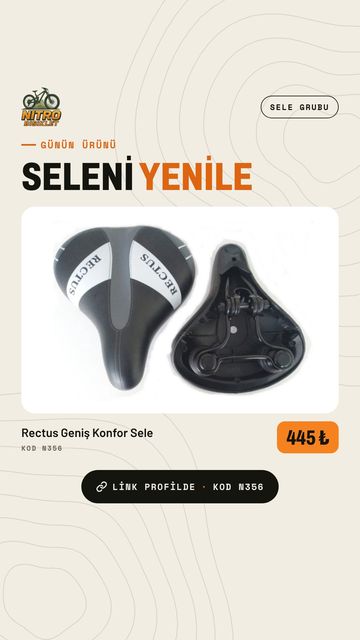 NITRO
BISIKLET
SELE GRUBU
GÜNÜN ÜRÜNÜ
SELENİ YENİLE
RECTUS
RECTUS
Rectus Geniş Konfor Sele
KOD N356
445 ₺
LİNK PROFİLDE · KOD N356